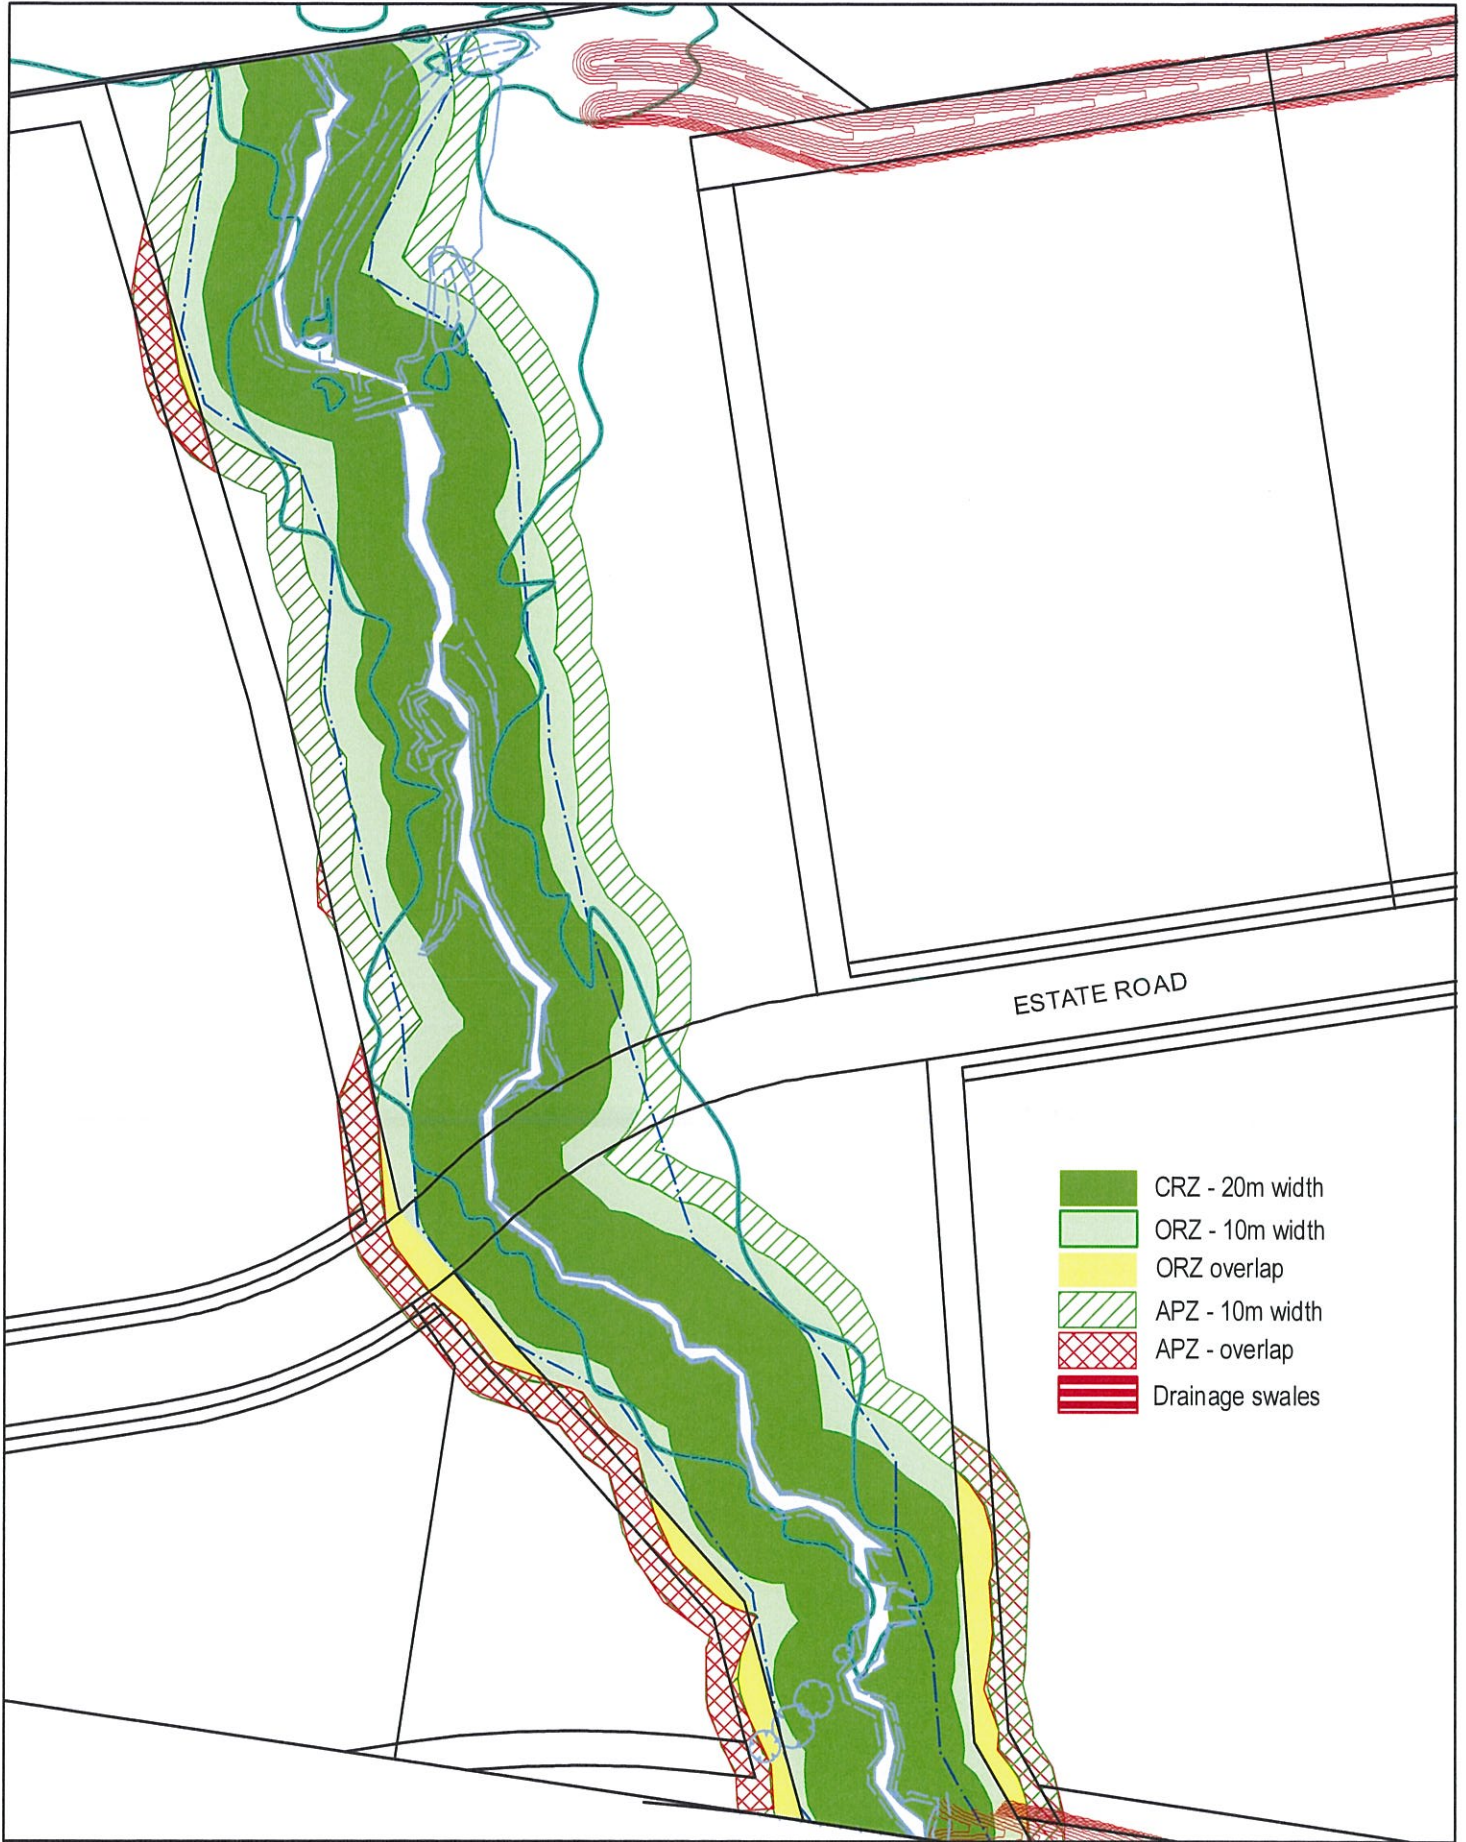 ESTATE ROAD
CRZ - 20m width
ORZ - 10m width
ORZ overlap
APZ - 10m width
APZ - overlap
Drainage swales